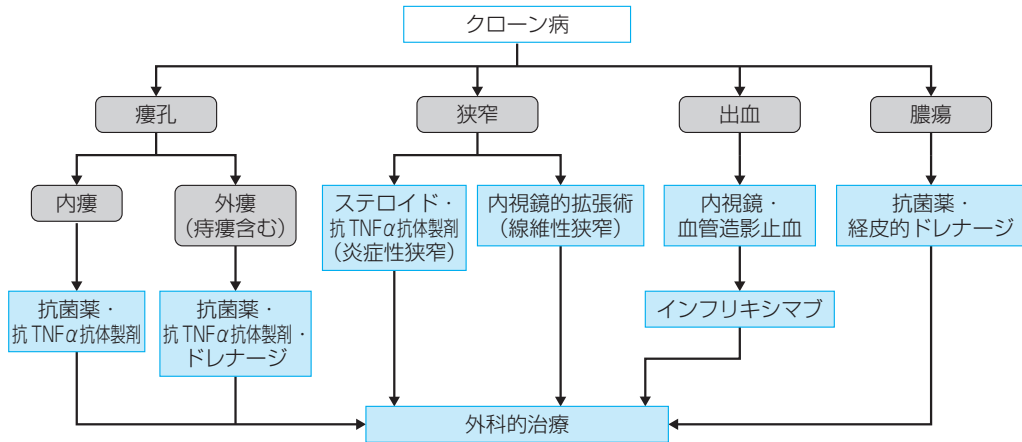 クローン病
瘻孔
狭窄
出血
膿瘍
内瘻
外瘻
（痔瘻含む）
ステロイド・
抗TNFα抗体製剤
（炎症性狭窄）
内視鏡的拡張術
（線維性狭窄）
内視鏡・
血管造影止血
抗菌薬・
経皮的ドレナージ
抗菌薬・
抗TNFα抗体製剤
抗菌薬・
抗TNFα抗体製剤・
ドレナージ
インフリキシマブ
外科的治療